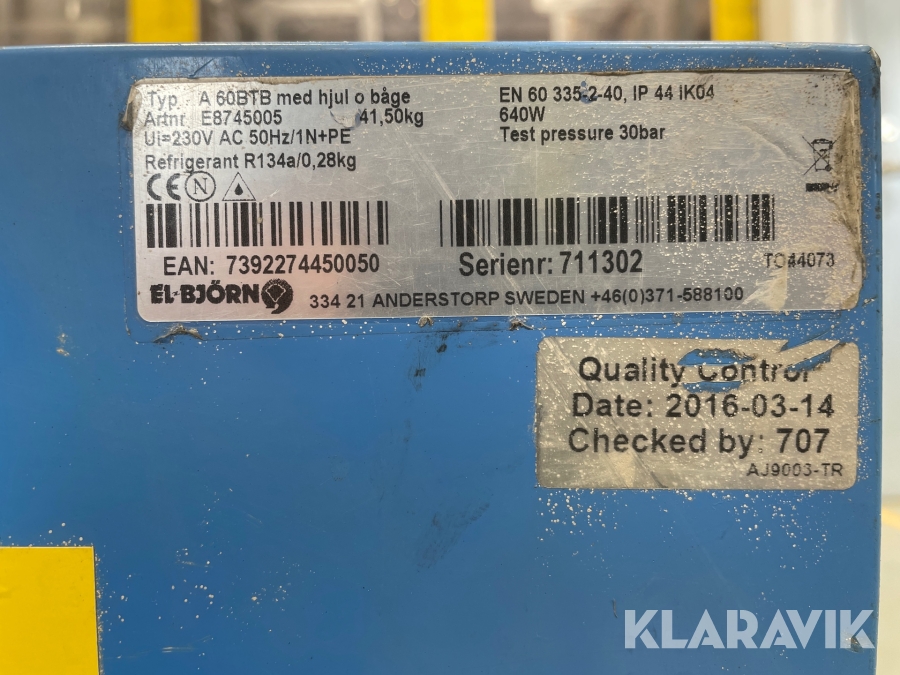 Typ A 60BTB med hjul o båge
Artnr E8745005 41,50kg
Ui=230V AC 50Hz/1N+PE
Refrigerant R134a/0,28kg
EN 60 335-2-40, IP 44 IK04
640W
Test pressure 30bar
CE N
EAN: 7392274450050
Serienr: 711302
TO44073
EL-BJÖRN
334 21 ANDERSTORP SWEDEN +46(0)371-588100
Quality Control
Date: 2016-03-14
Checked by: 707
AJ9003-TR
KLARAVIK